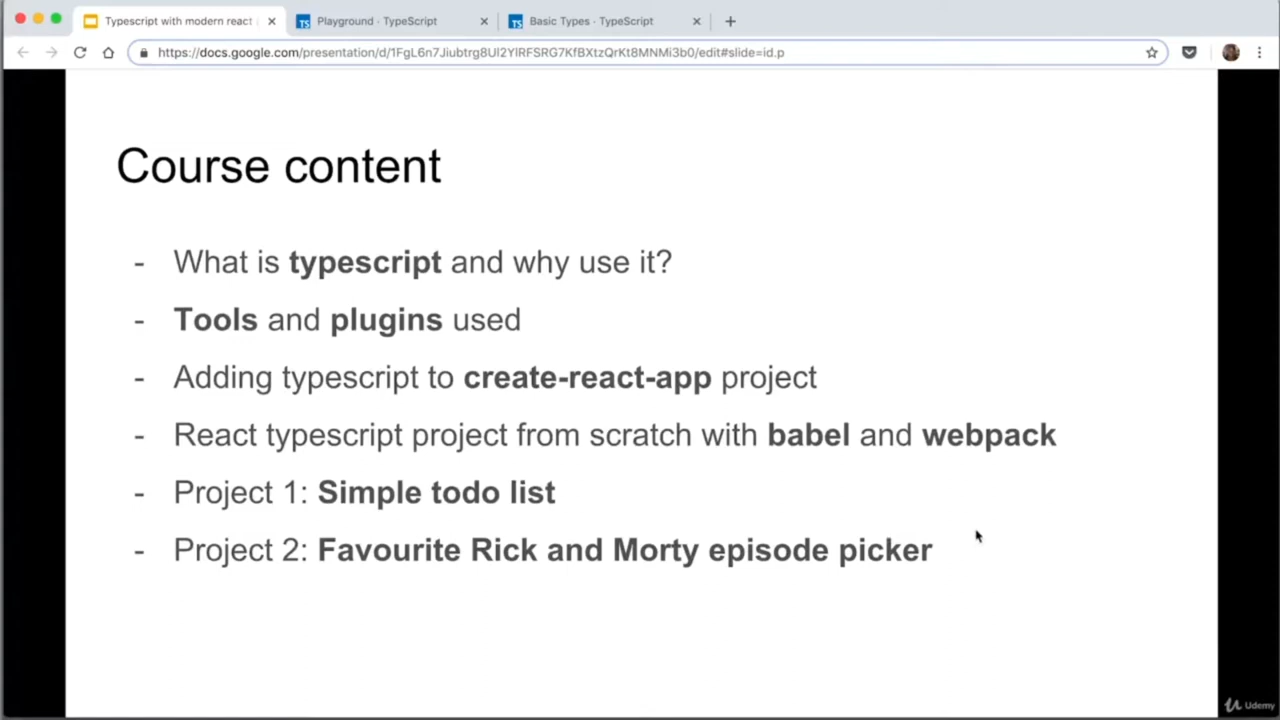 Typescript with modern react
Playground · TypeScript
Basic Types · TypeScript
https://docs.google.com/presentation/d/1FgL6n7Jiubtrg8Ul2YlRFSRG7KfBXtzQrKt8MNMi3b0/edit#slide=id.p
Course content
- What is typescript and why use it?
- Tools and plugins used
- Adding typescript to create-react-app project
- React typescript project from scratch with babel and webpack
- Project 1: Simple todo list
- Project 2: Favourite Rick and Morty episode picker
Udemy